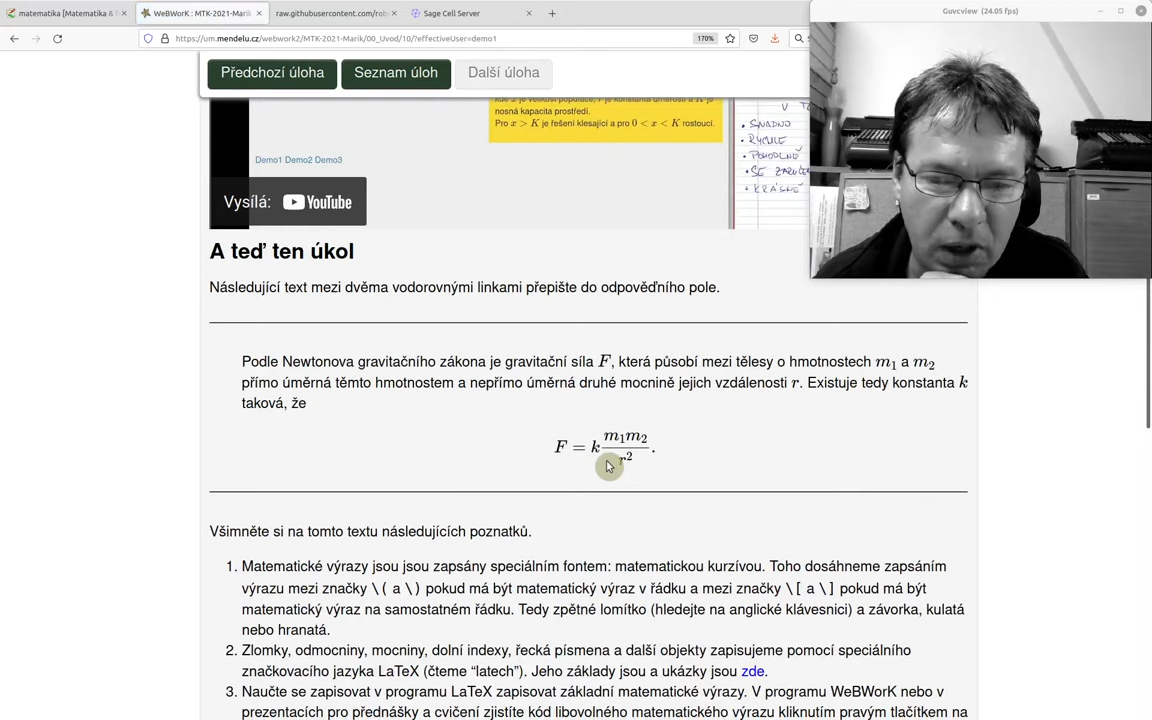 matematika [Matematika &
WeBWorK : MTK-2021-Marik
raw.githubusercontent.com/rob
Sage Cell Server
Guvcview (24.05 fps)
https://um.mendelu.cz/webwork2/MTK-2021-Marik/00_Uvod/10/?effectiveUser=demo1
170%
Předchozí úloha
Seznam úloh
Další úloha
kde x je velikost populace, r je konstanta úměrnosti a K je
nosná kapacita prostředí.
Pro x > K je řešení klesající a pro 0 < x < K rostoucí.
• SNADNO
• RYCHLE
• POHODLNĚ
• SE
• KRÁSNĚ
Demo1 Demo2 Demo3
Vysílá: YouTube
A teď ten úkol
Následující text mezi dvěma vodorovnými linkami přepište do odpověďního pole.
Podle Newtonova gravitačního zákona je gravitační síla F, která působí mezi tělesy o hmotnostech m₁ a m₂
přímo úměrná těmto hmotnostem a nepřímo úměrná druhé mocnině jejich vzdálenosti r. Existuje tedy konstanta k
taková, že
F = k m₁m₂ / r².
Všimněte si na tomto textu následujících poznatků.
1. Matematické výrazy jsou jsou zapsány speciálním fontem: matematickou kurzívou. Toho dosáhneme zapsáním
výrazu mezi značky \( a \) pokud má být matematický výraz v řádku a mezi značky \[ a \] pokud má být
matematický výraz na samostatném řádku. Tedy zpětné lomítko (hledejte na anglické klávesnici) a závorka, kulatá
nebo hranatá.
2. Zlomky, odmocniny, mocniny, dolní indexy, řecká písmena a další objekty zapisujeme pomocí speciálního
značkovacího jazyka LaTeX (čteme “latech”). Jeho základy jsou a ukázky jsou zde.
3. Naučte se zapisovat v programu LaTeX zapisovat základní matematické výrazy. V programu WeBWorK nebo v
prezentacích pro přednášky a cvičení zjistíte kód libovolného matematického výrazu kliknutím pravým tlačítkem na